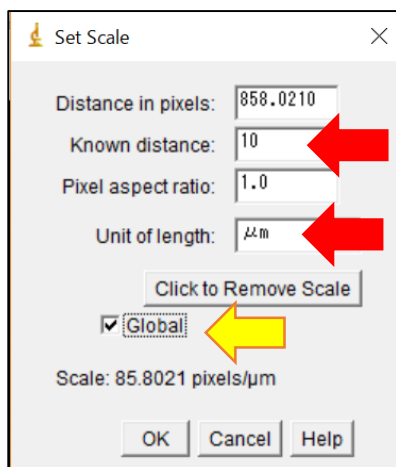 Set Scale
Distance in pixels: 858.0210
Known distance: 10
Pixel aspect ratio: 1.0
Unit of length: μm
Click to Remove Scale
Global
Scale: 85.8021 pixels/μm
OK Cancel Help